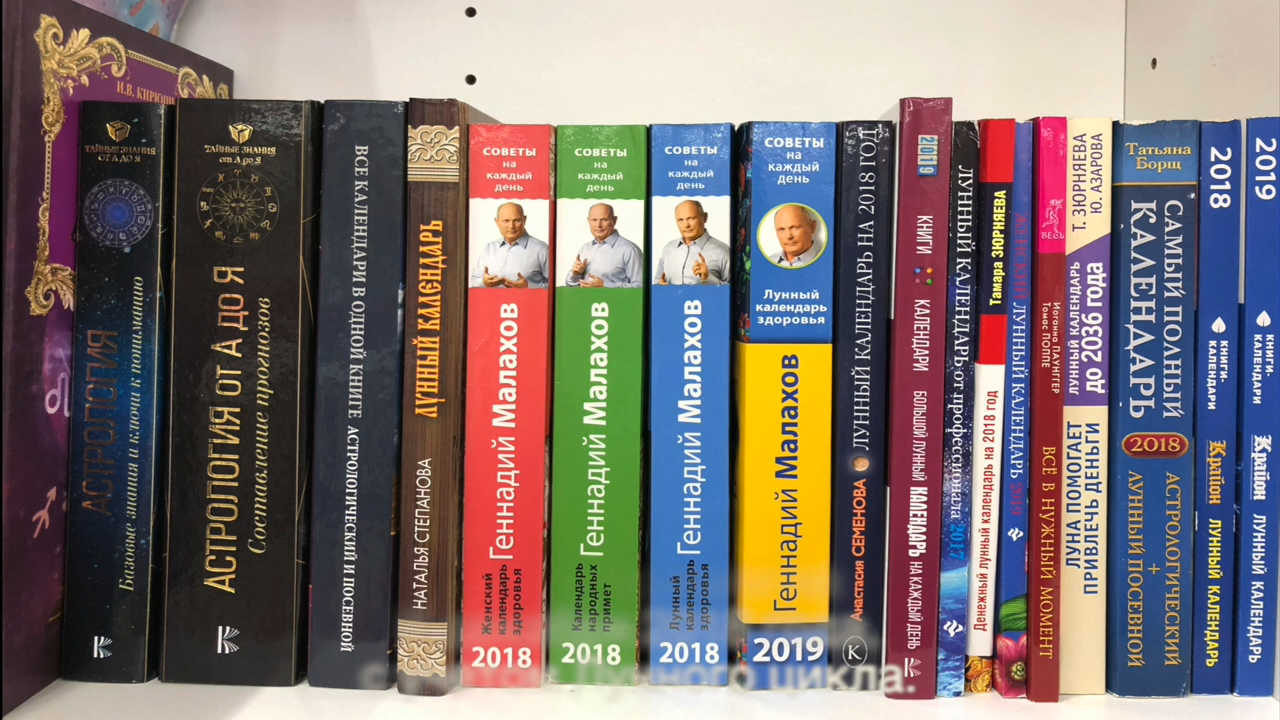 И.В. КИРЮШ
ТАЙНЫЕ ЗНАНИЯ
ОТ А ДО Я
АСТРОЛОГИЯ
Базовые знания и ключи к пониманию
ТАЙНЫЕ ЗНАНИЯ
от А до Я
АСТРОЛОГИЯ ОТ А ДО Я
Составление прогнозов
ВСЕ КАЛЕНДАРИ В ОДНОЙ КНИГЕ АСТРОЛОГИЧЕСКИЙ И ПОСЕВНОЙ
ЛУННЫЙ КАЛЕНДАРЬ
НАТАЛЬЯ СТЕПАНОВА
СОВЕТЫ
на
каждый
день
Геннадий Малахов
Женский
календарь
здоровья
2018
СОВЕТЫ
на
каждый
день
Геннадий Малахов
Календарь
народных
примет
2018
СОВЕТЫ
на
каждый
день
Геннадий Малахов
Лунный
календарь
здоровья
2018
СОВЕТЫ
на
каждый
день
Лунный
календарь
здоровья
Геннадий Малахов
2019
ЛУННЫЙ КАЛЕНДАРЬ НА 2018 ГОД
Анастасия СЕМЕНОВА
К
2019
КНИГИ КАЛЕНДАРИ
БОЛЬШОЙ ЛУННЫЙ КАЛЕНДАРЬ НА КАЖДЫЙ ДЕНЬ
ЛУННЫЙ КАЛЕНДАРЬ от профессионала 2017
Тамара ЗЮРНЯЕВА
Денежный лунный календарь на 2018 год
ЖЕНСКИЙ ЛУННЫЙ КАЛЕНДАРЬ 2019
ВЕСЬ
Иоганна ПАУНГГЕР
Томас ПОППЕ
ВСЁ В НУЖНЫЙ МОМЕНТ
Т. ЗЮРНЯЕВА
Ю. АЗАРОВА
ЛУННЫЙ КАЛЕНДАРЬ
ДО 2036 ГОДА
ЛУНА ПОМОГАЕТ
ПРИВЛЕЧЬ ДЕНЬГИ
Татьяна
Борщ
САМЫЙ ПОЛНЫЙ
КАЛЕНДАРЬ
2018
АСТРОЛОГИЧЕСКИЙ
+
ЛУННЫЙ ПОСЕВНОЙ
2018
КНИГИ-
КАЛЕНДАРИ
Крайон ЛУННЫЙ КАЛЕНДАРЬ
2019
КНИГИ-
КАЛЕНДАРИ
Крайон ЛУННЫЙ КАЛЕНДАРЬ
цикла.